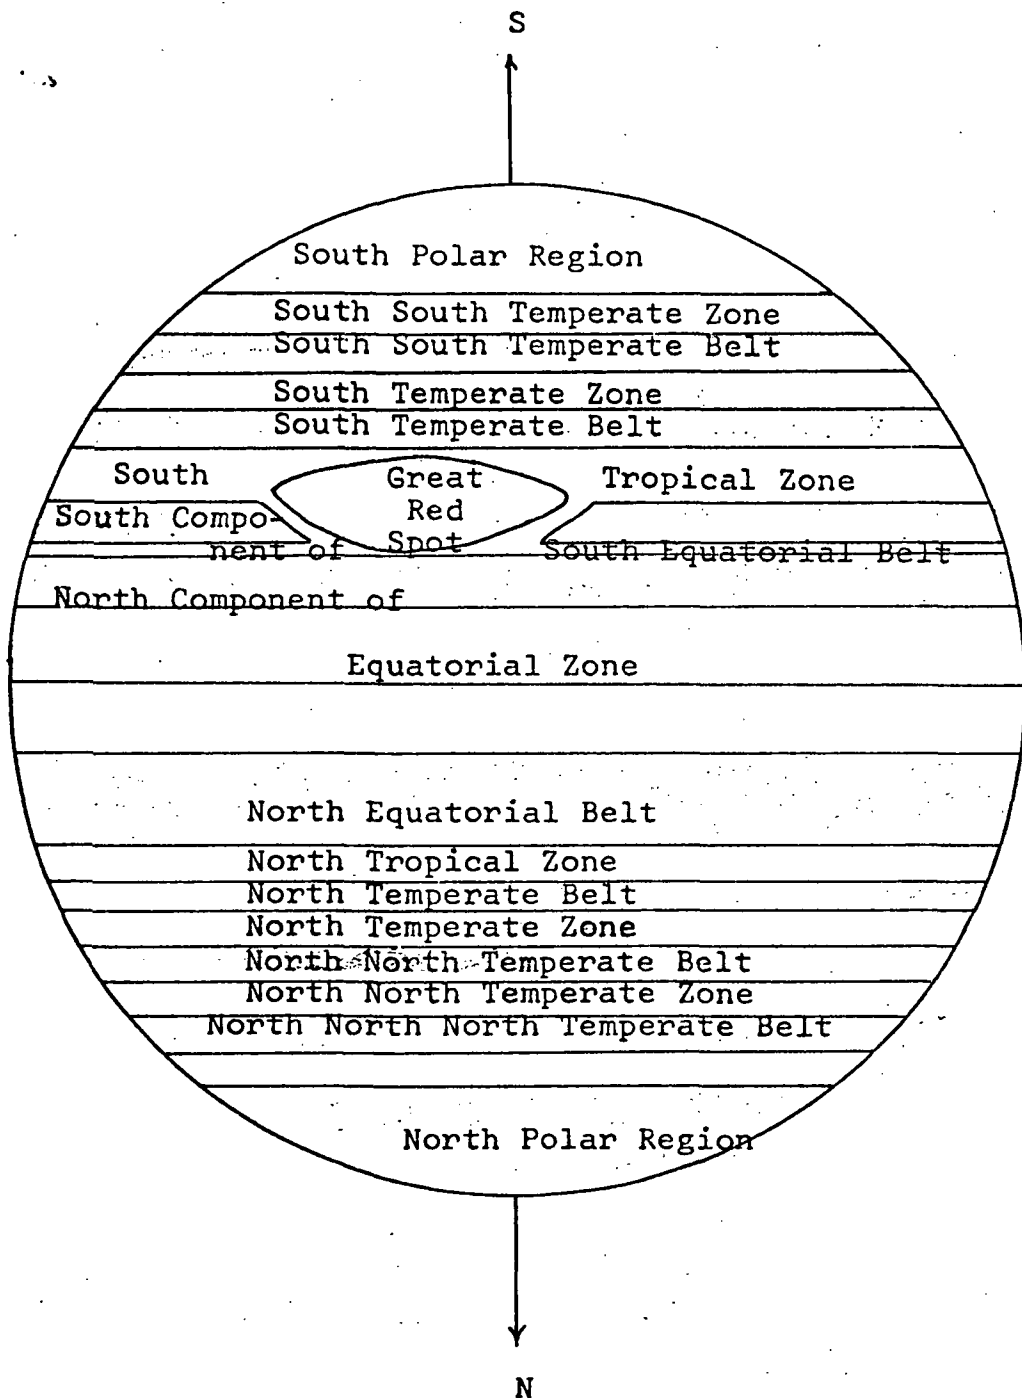 S
South Polar Region
South South Temperate Zone
South South Temperate Belt
South Temperate Zone
South Temperate Belt
South Great Tropical Zone
South Compo- Red
nent of Spot South Equatorial Belt
North Component of
Equatorial Zone
North Equatorial Belt
North Tropical Zone
North Temperate Belt
North Temperate Zone
North North Temperate Belt
North North Temperate Zone
North North North Temperate Belt
North Polar Region
N